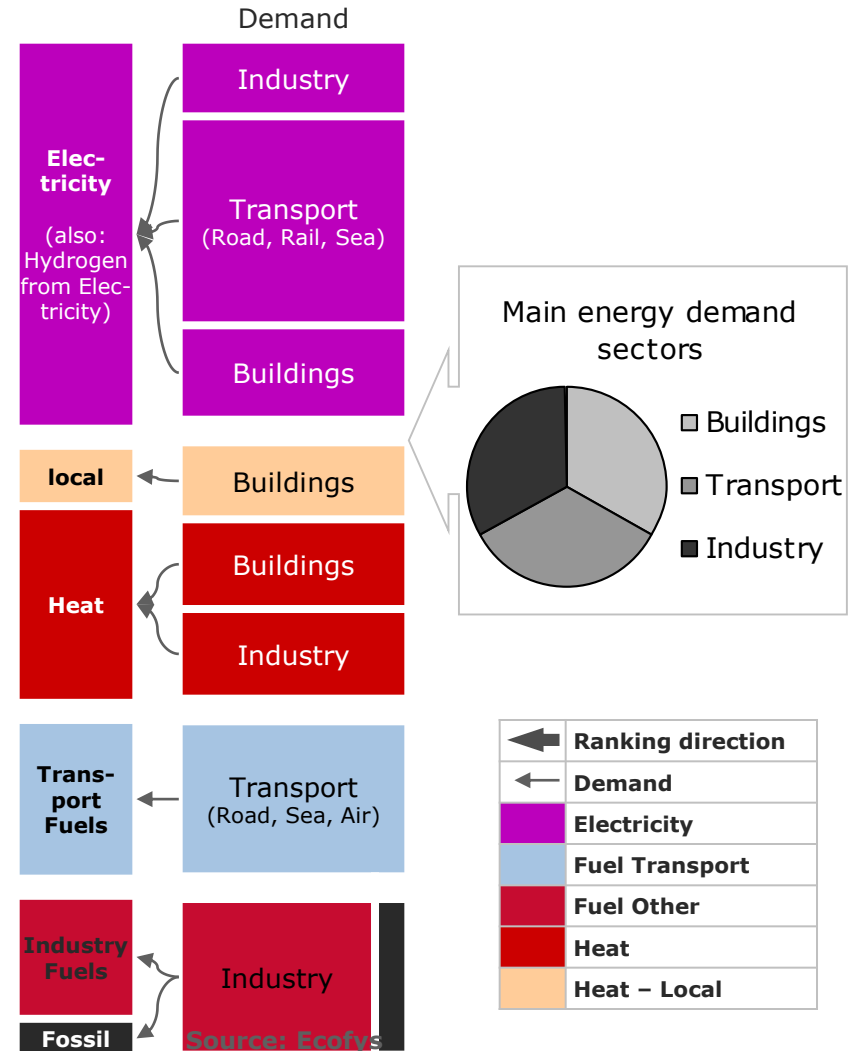 Demand
Elec-
tricity
(also:
Hydrogen
from Elec-
tricity)
Industry
Transport
(Road, Rail, Sea)
Buildings
local
Buildings
Heat
Buildings
Industry
Trans-
port
Fuels
Transport
(Road, Sea, Air)
Industry
Fuels
Industry
Fossil
Source: Ecofys
Main energy demand
sectors
Buildings
Transport
Industry
Ranking direction
Demand
Electricity
Fuel Transport
Fuel Other
Heat
Heat – Local